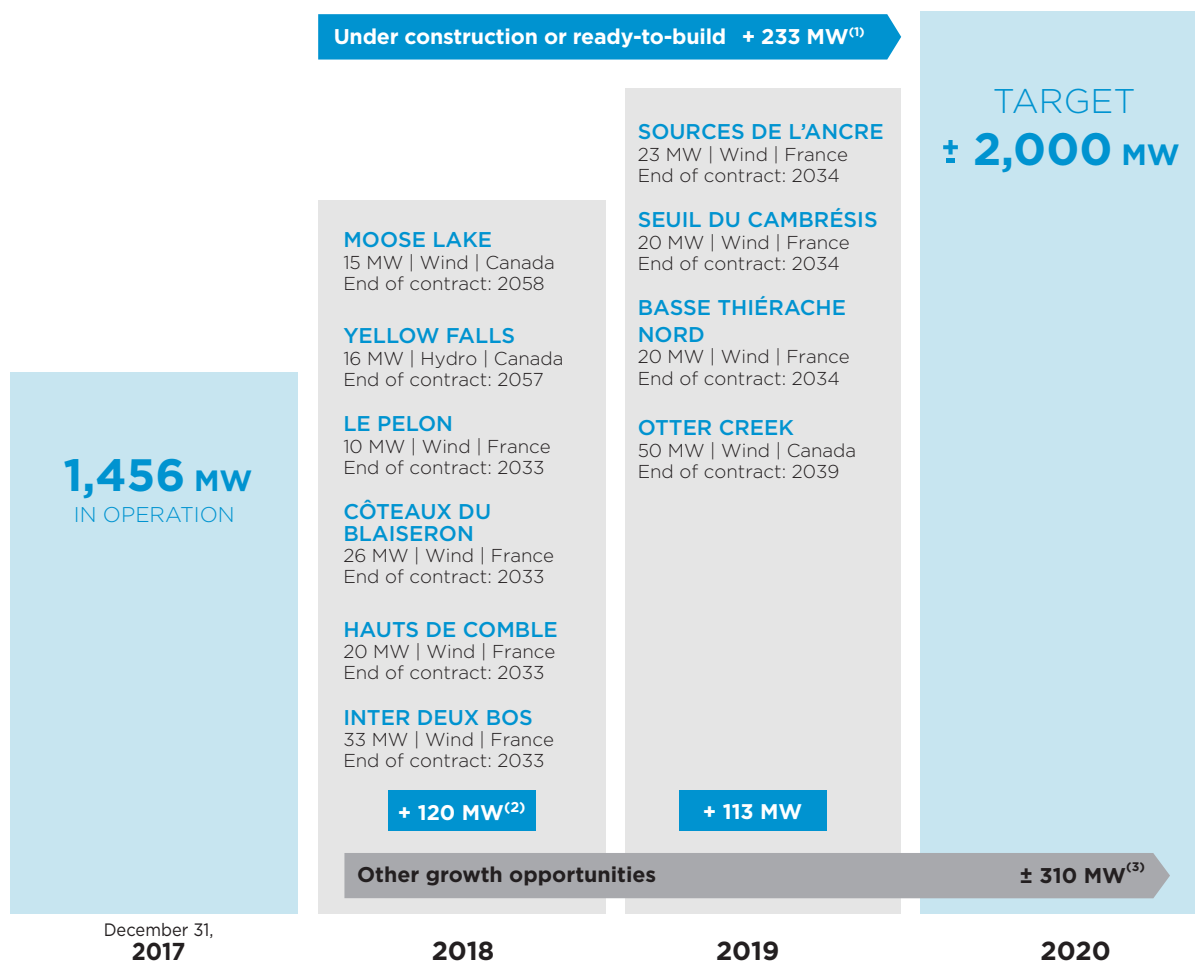 Under construction or ready-to-build + 233 MW(1)
1,456 MW
IN OPERATION
December 31,
2017
MOOSE LAKE
15 MW | Wind | Canada
End of contract: 2058
YELLOW FALLS
16 MW | Hydro | Canada
End of contract: 2057
LE PELON
10 MW | Wind | France
End of contract: 2033
CÔTEAUX DU
BLAISERON
26 MW | Wind | France
End of contract: 2033
HAUTS DE COMBLE
20 MW | Wind | France
End of contract: 2033
INTER DEUX BOS
33 MW | Wind | France
End of contract: 2033
+ 120 MW(2)
2018
SOURCES DE L’ANCRE
23 MW | Wind | France
End of contract: 2034
SEUIL DU CAMBRÉSIS
20 MW | Wind | France
End of contract: 2034
BASSE THIÉRACHE
NORD
20 MW | Wind | France
End of contract: 2034
OTTER CREEK
50 MW | Wind | Canada
End of contract: 2039
+ 113 MW
2019
TARGET
± 2,000 MW
Other growth opportunities ± 310 MW(3)
2020